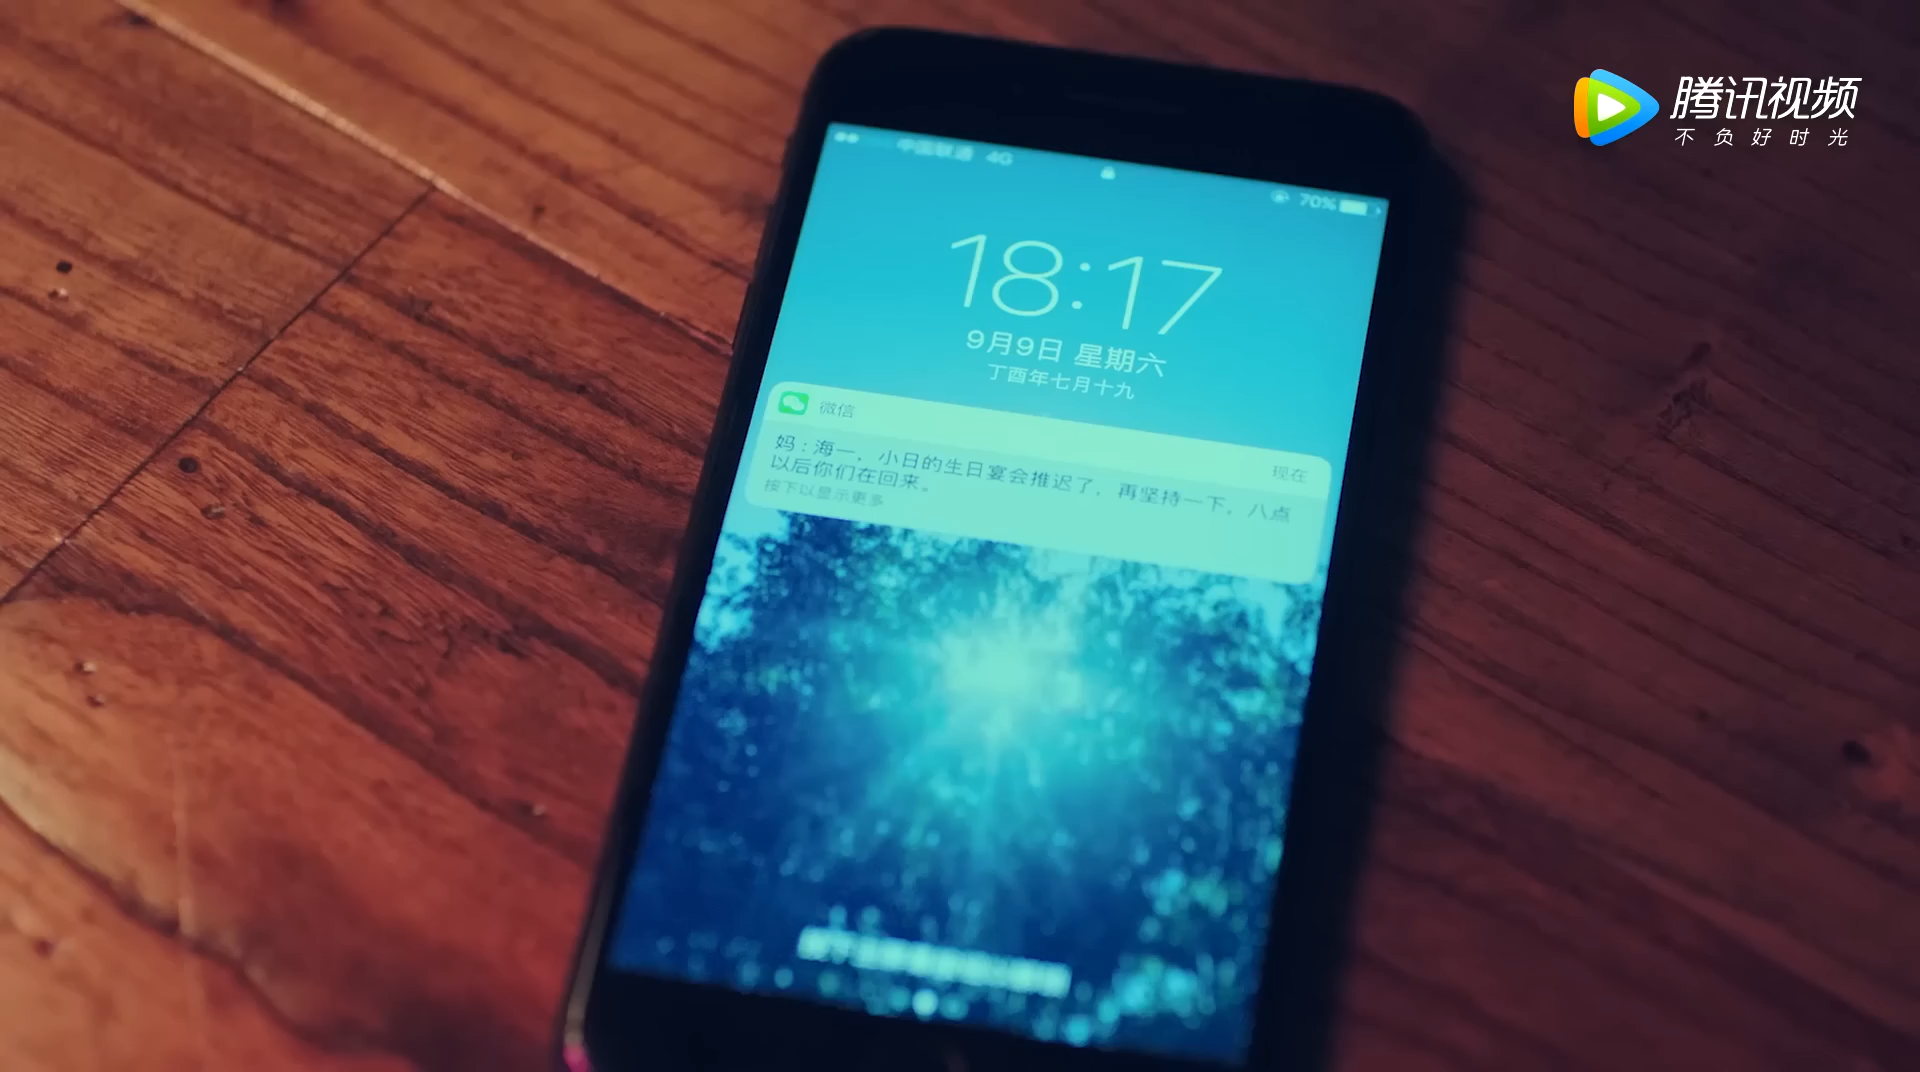 腾讯视频
不负好时光
中国联通 4G
70%
18:17
9月9日 星期六
丁酉年七月十九
微信
现在
妈：海一，小日的生日宴会推迟了，再坚持一下，八点
以后你们在回来。
按下以显示更多